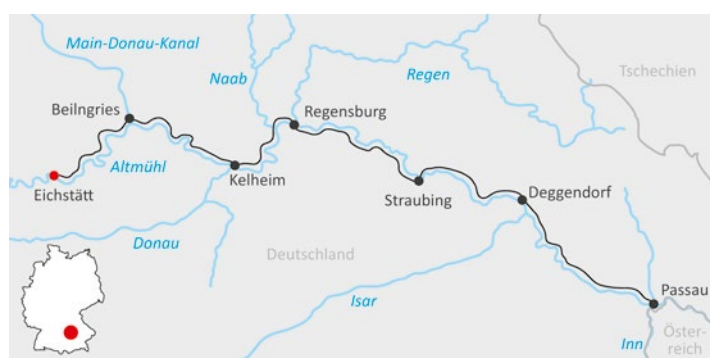 Main-Donau-Kanal
Naab
Regen
Tschechien
Beilngries
Regensburg
Altmühl
Eichstätt
Kelheim
Straubing
Deggendorf
Donau
Deutschland
Isar
Passau
Inn
Öster-
reich